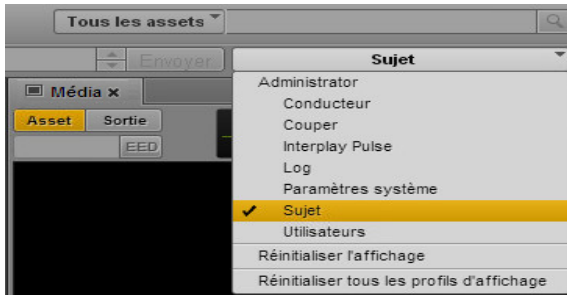 Tous les assets
Envoyer
Sujet
Média
Asset Sortie
EED
Administrator
Conducteur
Couper
Interplay Pulse
Log
Paramètres système
Sujet
Utilisateurs
Réinitialiser l'affichage
Réinitialiser tous les profils d'affichage